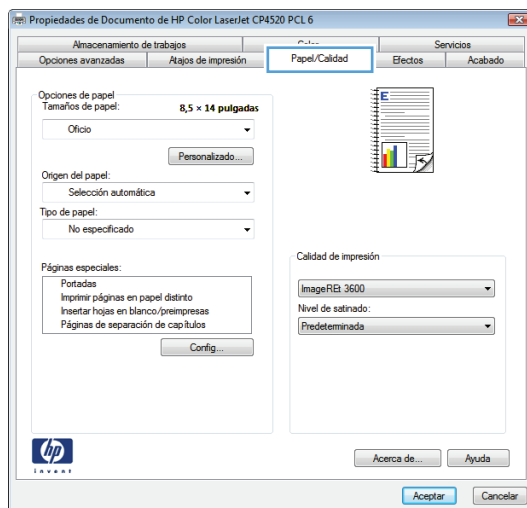 Propiedades de Documento de HP Color LaserJet CP4520 PCL 6
Almacenamiento de trabajos
Color
Servicios
Opciones avanzadas
Atajos de impresión
Papel/Calidad
Efectos
Acabado
Opciones de papel
Tamaños de papel:
8,5 × 14 pulgadas
Oficio
Personalizado...
Origen del papel:
Selección automática
Tipo de papel:
No especificado
Páginas especiales:
Portadas
Imprimir páginas en papel distinto
Insertar hojas en blanco/preimpresas
Páginas de separación de capítulos
Config...
E
Calidad de impresión
ImageREt 3600
Nivel de satinado:
Predeterminada
hp
invent
Acerca de...
Ayuda
Aceptar
Cancelar